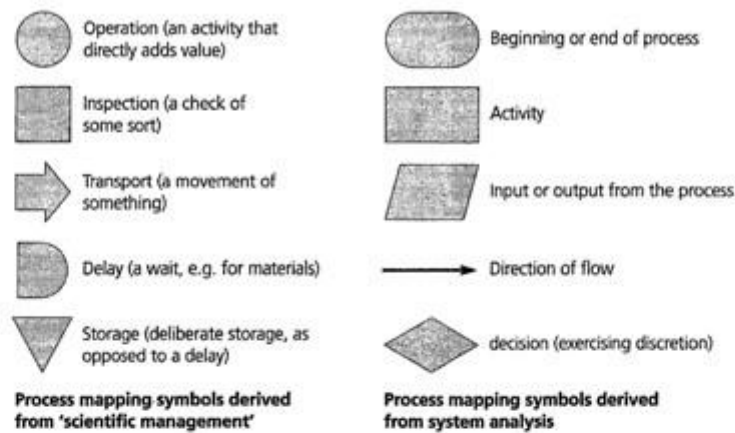 Operation (an activity that
directly adds value)
Inspection (a check of
some sort)
Transport (a movement of
something)
Delay (a wait, e.g. for materials)
Storage (deliberate storage, as
opposed to a delay)
Process mapping symbols derived
from 'scientific management'
Beginning or end of process
Activity
Input or output from the process
Direction of flow
decision (exercising discretion)
Process mapping symbols derived
from system analysis